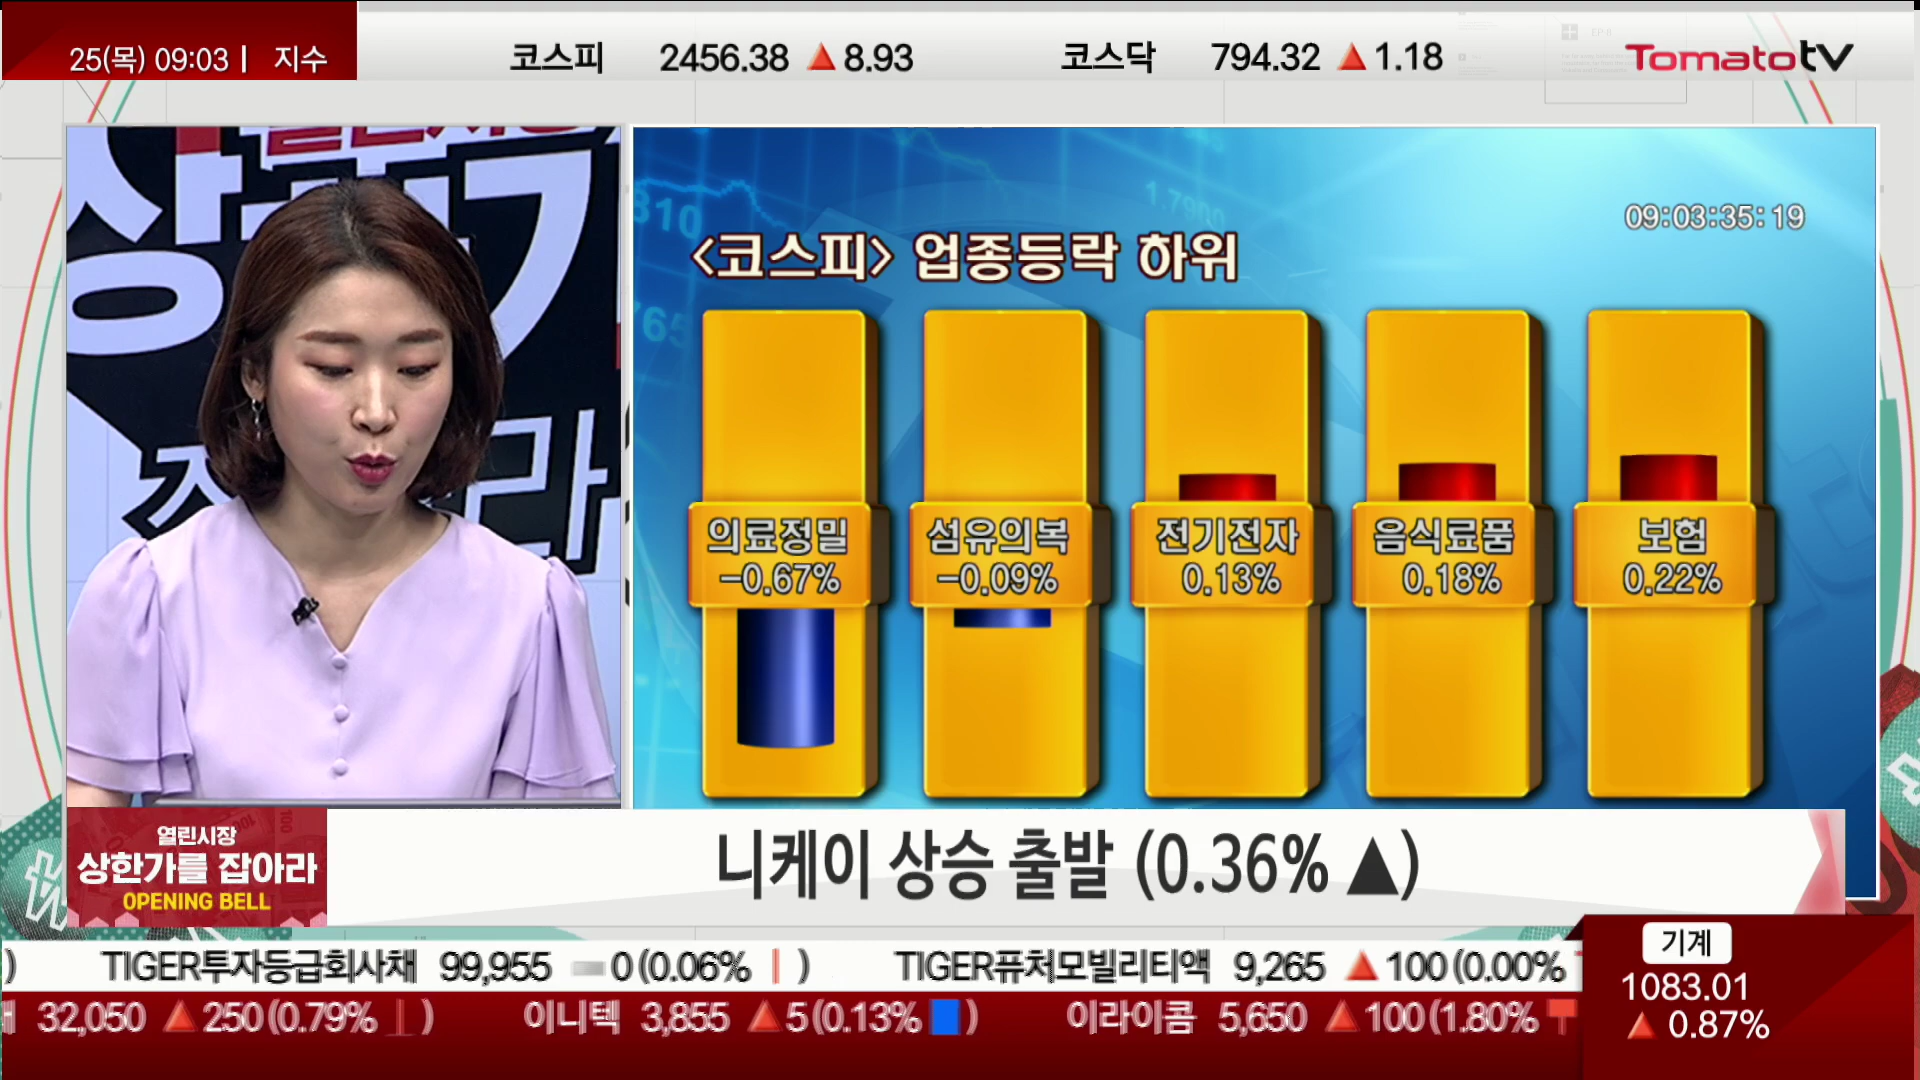 25(목) 09:03 | 지수 코스피 2456.38 ▲ 8.93 코스닥 794.32 ▲ 1.18 Tomatotv
09:03:35:19
<코스피> 업종등락 하위
의료정밀 섬유의복 전기전자 음식료품 보험
-0.67% -0.09% 0.13% 0.18% 0.22%
열린시장
상한가를 잡아라
OPENING BELL
니케이 상승 출발 (0.36% ▲)
) TIGER투자등급회사채 99,955 0(0.06% ) TIGER퓨처모빌리티액 9,265 ▲ 100(0.00%
32,050 ▲ 250(0.79% ) 이니텍 3,855 ▲ 5(0.13% ) 이라이콤 5,650 ▲ 100(1.80%
기계
1083.01
▲ 0.87%